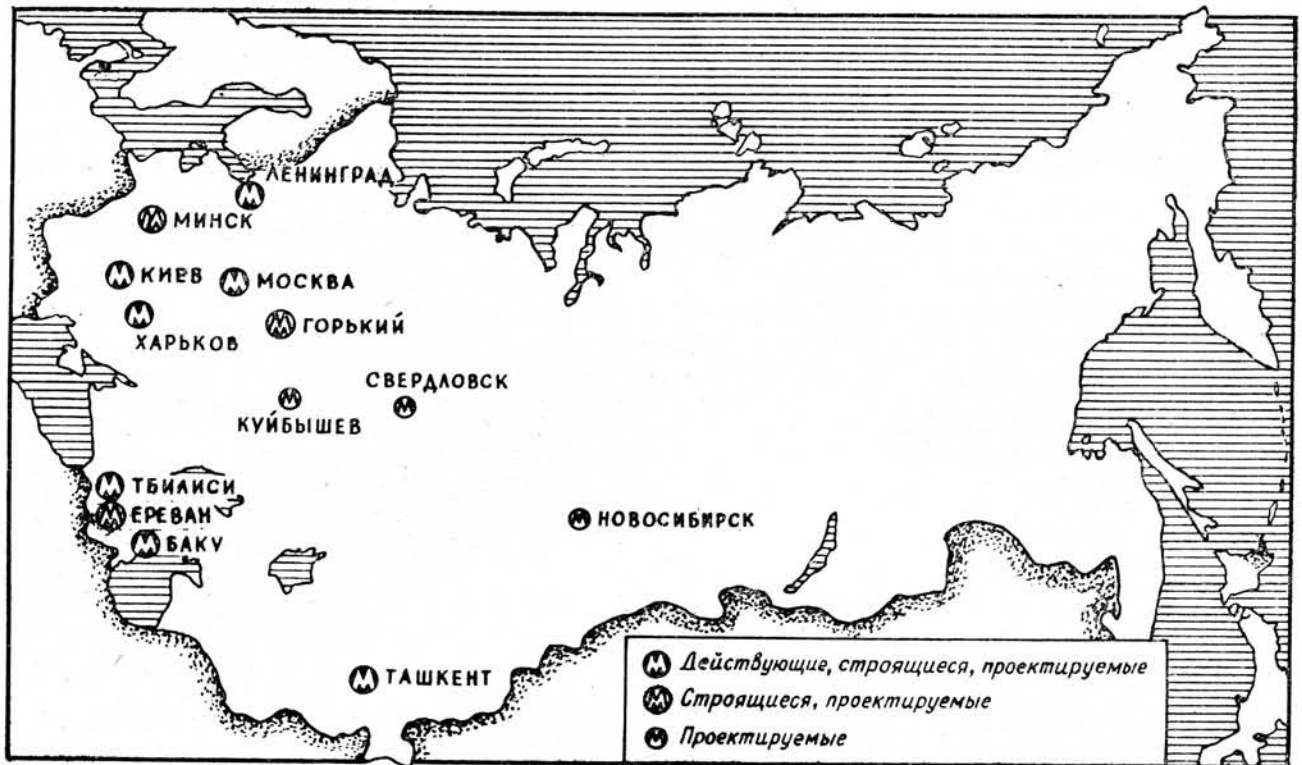 ЛЕНИНГРАД
МИНСК
КИЕВ
МОСКВА
ХАРЬКОВ
ГОРЬКИЙ
СВЕРДЛОВСК
КУЙБЫШЕВ
ТБИЛИСИ
ЕРЕВАН
БАКУ
НОВОСИБИРСК
ТАШКЕНТ
Действующие, строящиеся, проектируемые
Строящиеся, проектируемые
Проектируемые